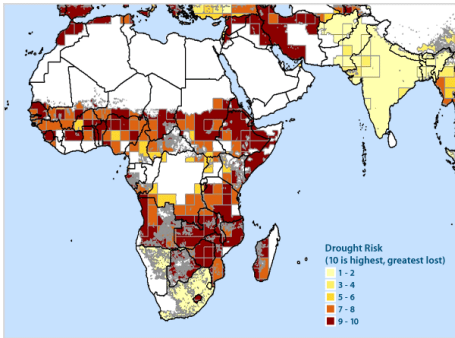 Drought Risk
(10 is highest, greatest lost)
1 - 2
3 - 4
5 - 6
7 - 8
9 - 10